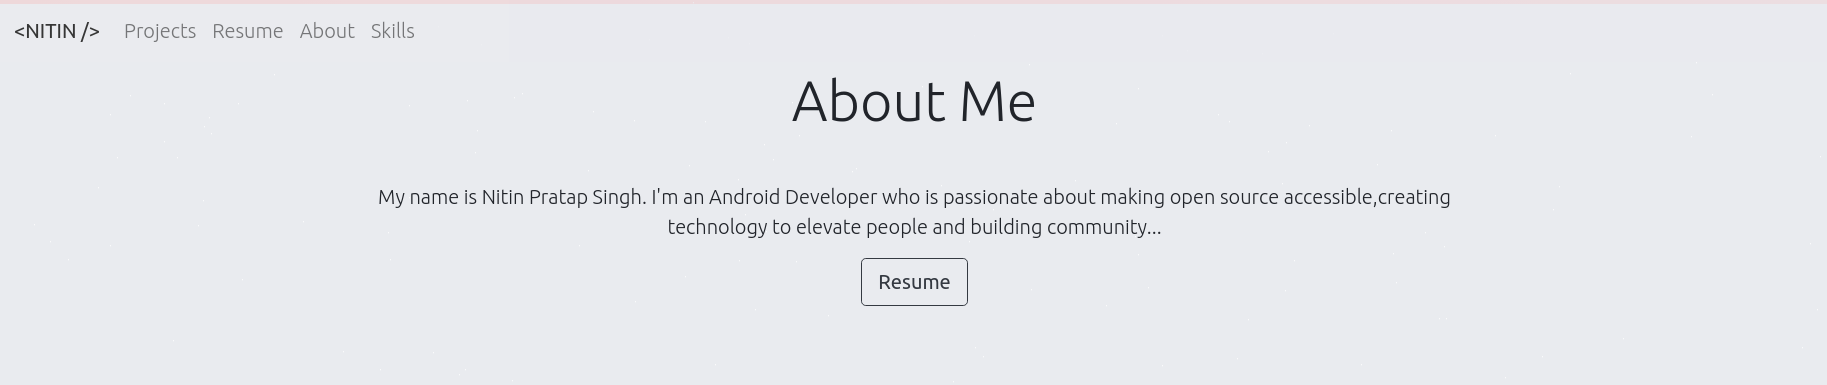 <NITIN /> Projects Resume About Skills
About Me
My name is Nitin Pratap Singh. I'm an Android Developer who is passionate about making open source accessible,creating
technology to elevate people and building community...
Resume